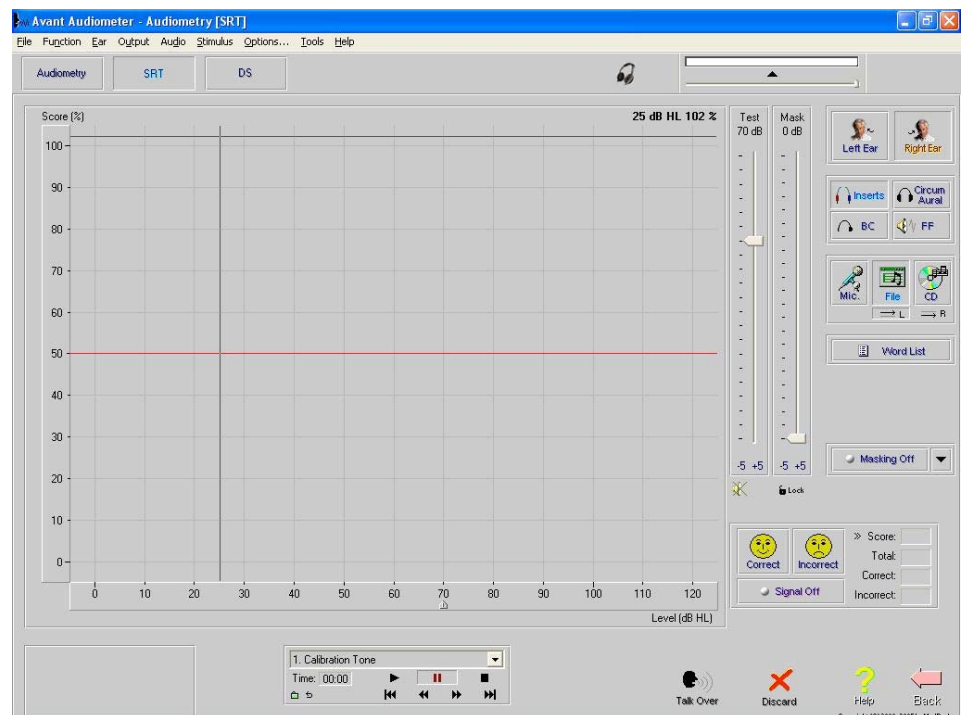 Avant Audiometer - Audiometry [SRT]
File Function Ear Output Audio Stimulus Options... Tools Help
Audiometry SRT DS
Score (%) 25 dB HL 102 %
100
90
80
70
60
50
40
30
20
10
0
0 10 20 30 40 50 60 70 80 90 100 110 120
Level (dB HL)
Test Mask
70 dB 0 dB
-5 +5 -5 +5
Lock
Left Ear Right Ear
Inserts Circum Aural
BC FF
Mic. File CD
L R
Word List
Masking Off
Correct Incorrect
Signal Off
» Score:
Total:
Correct:
Incorrect:
1. Calibration Tone
Time: 00:00
Talk Over Discard Help Back